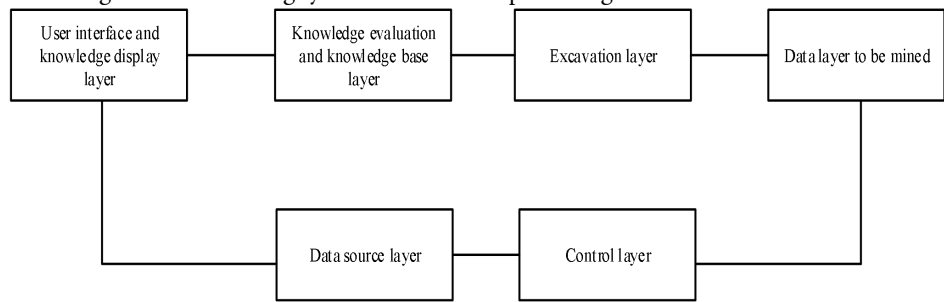 User interface and
knowledge display
layer
Knowledge evaluation
and knowledge base
layer
Excavation layer
Data layer to be mined
Data source layer
Control layer